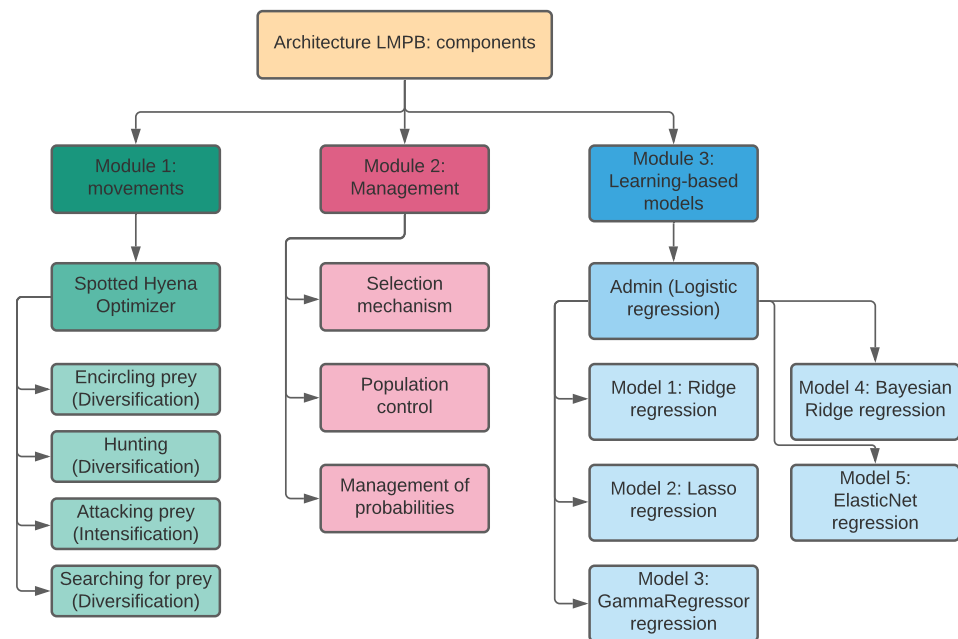 Architecture LMPB: components
Module 1:
movements
Module 2:
Management
Module 3:
Learning-based
models
Spotted Hyena
Optimizer
Encircling prey
(Diversification)
Hunting
(Diversification)
Attacking prey
(Intensification)
Searching for prey
(Diversification)
Selection
mechanism
Population
control
Management of
probabilities
Admin (Logistic
regression)
Model 1: Ridge
regression
Model 2: Lasso
regression
Model 3:
GammaRegressor
regression
Model 4: Bayesian
Ridge regression
Model 5:
ElasticNet
regression